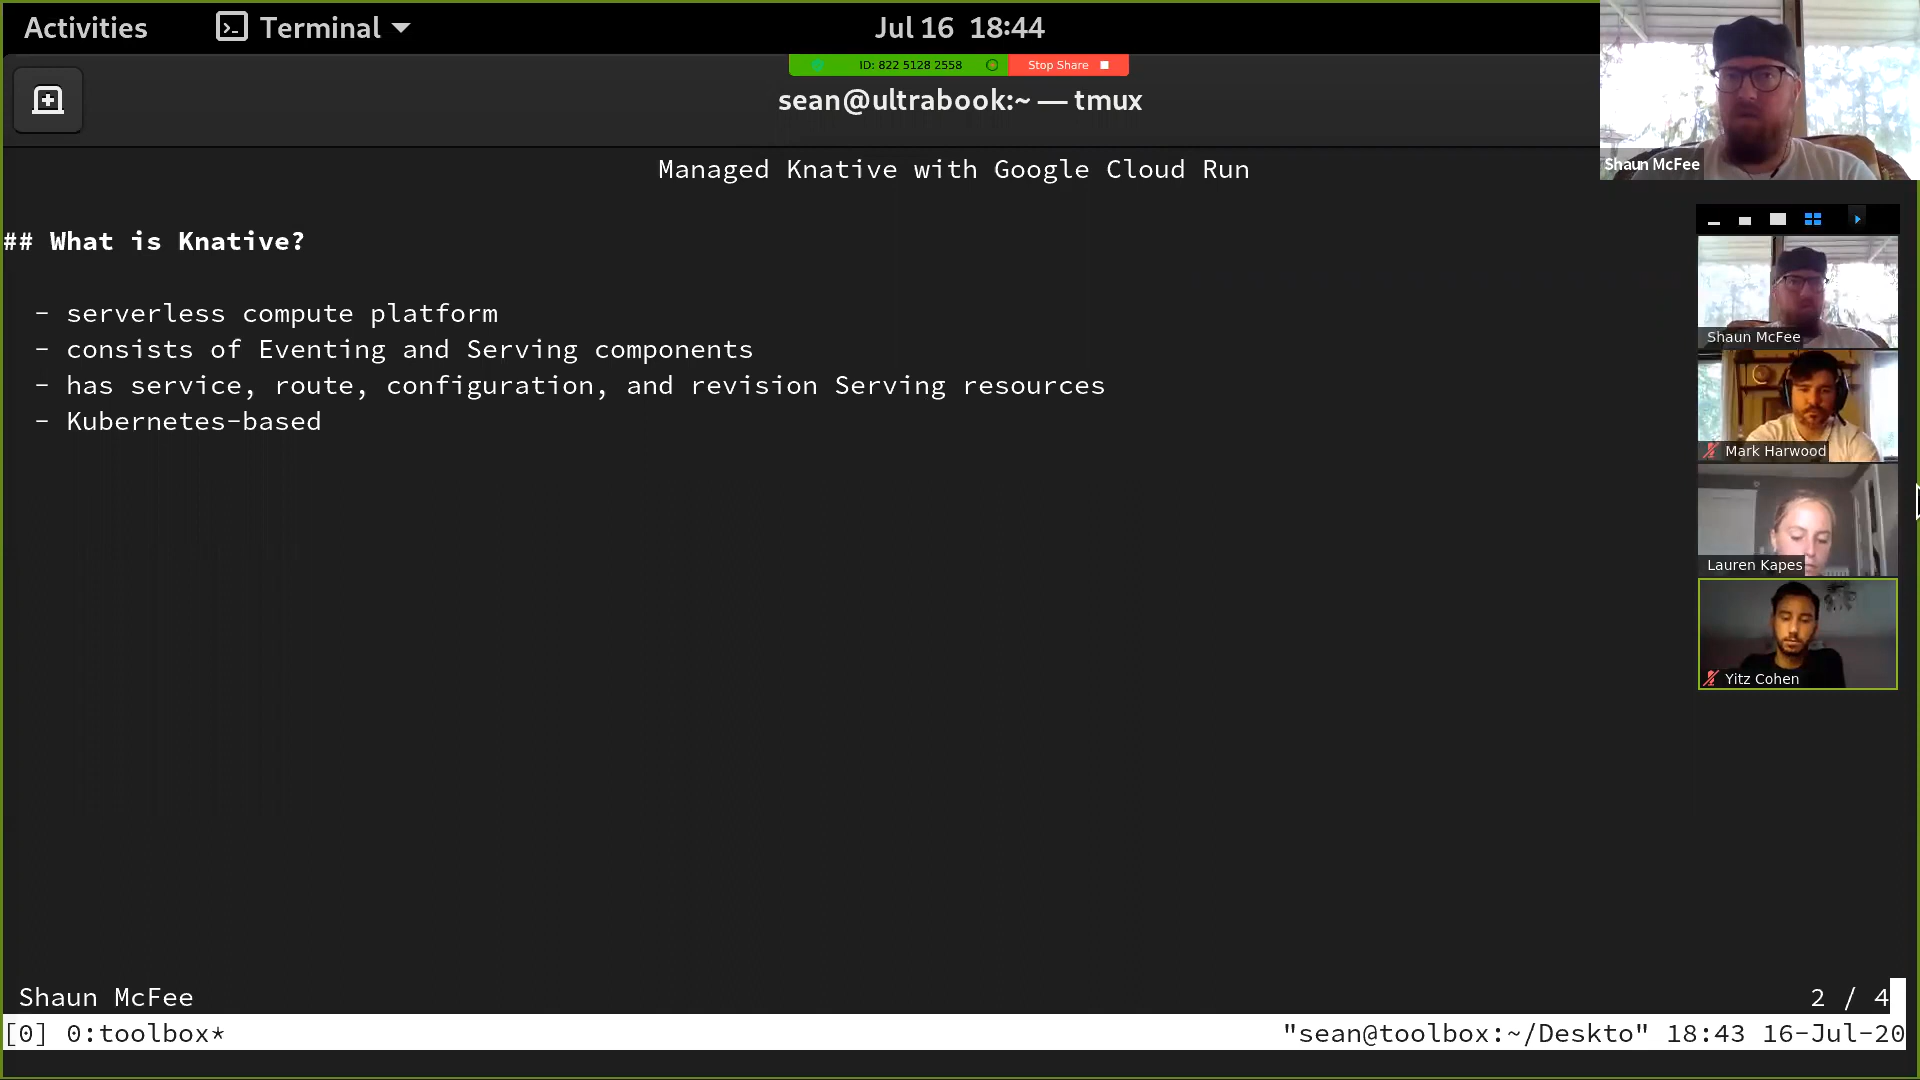 Activities Terminal Jul 16 18:44
ID: 822 5128 2558 Stop Share
sean@ultrabook:~ — tmux
Shaun McFee
Managed Knative with Google Cloud Run
## What is Knative?
- serverless compute platform
- consists of Eventing and Serving components
- has service, route, configuration, and revision Serving resources
- Kubernetes-based
Shaun McFee
Mark Harwood
Lauren Kapes
Yitz Cohen
Shaun McFee 2 / 4
[0] 0:toolbox* "sean@toolbox:~/Deskto" 18:43 16-Jul-20